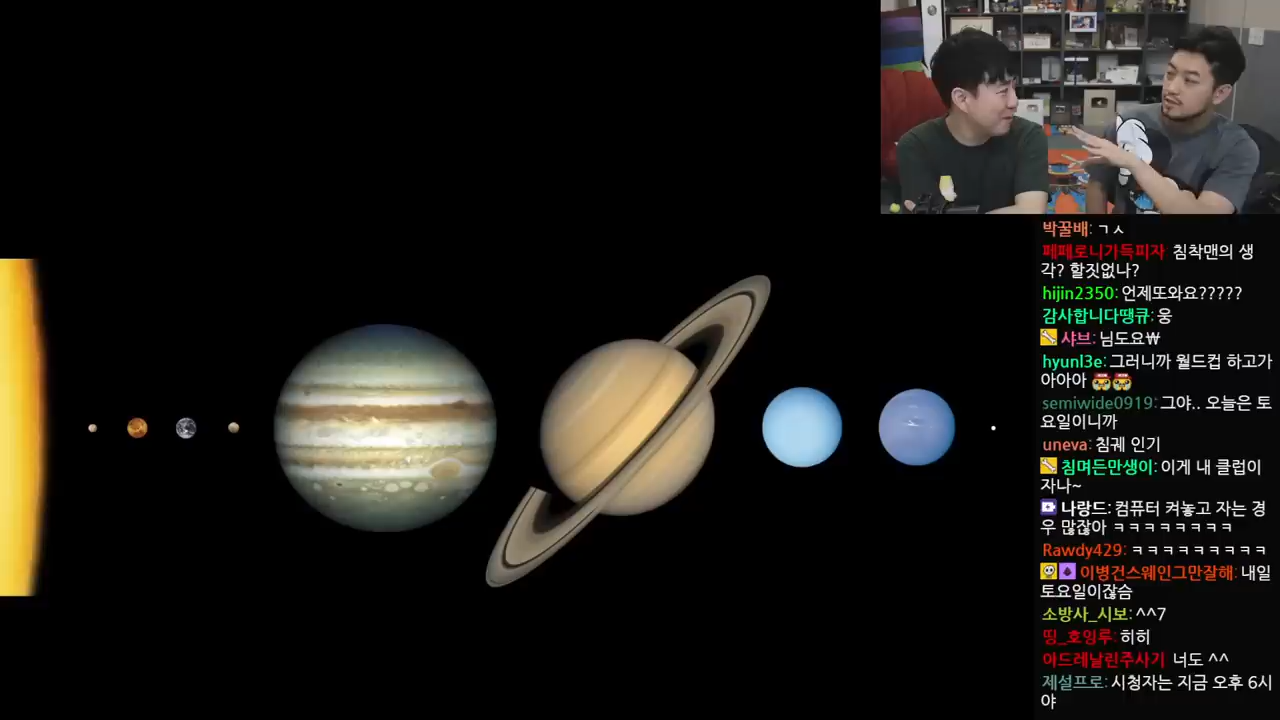 박꿀배: ㄱㅅ
페페로니가득피자 침착맨의 생
각? 할짓없나?
hijin2350: 언제또와요?????
감사합니다땡큐: 웅
샤브: 님도요₩
hyunl3e: 그러니까 월드컵 하고가
아아아
semiwide0919: 그야.. 오늘은 토
요일이니까
uneva: 침궤 인기
침며든만생이: 이게 내 클럽이
자나~
나랑드: 컴퓨터 켜놓고 자는 경
우 많잖아 ㅋㅋㅋㅋㅋㅋㅋㅋ
Rawdy429: ㅋㅋㅋㅋㅋㅋㅋㅋㅋ
이병건스웨인그만잘해: 내일
토요일이잖슴
소방사_시보: ^^7
띵_호잉루: 히히
아드레날린주사기 너도 ^^
제설프로: 시청자는 지금 오후 6시
야